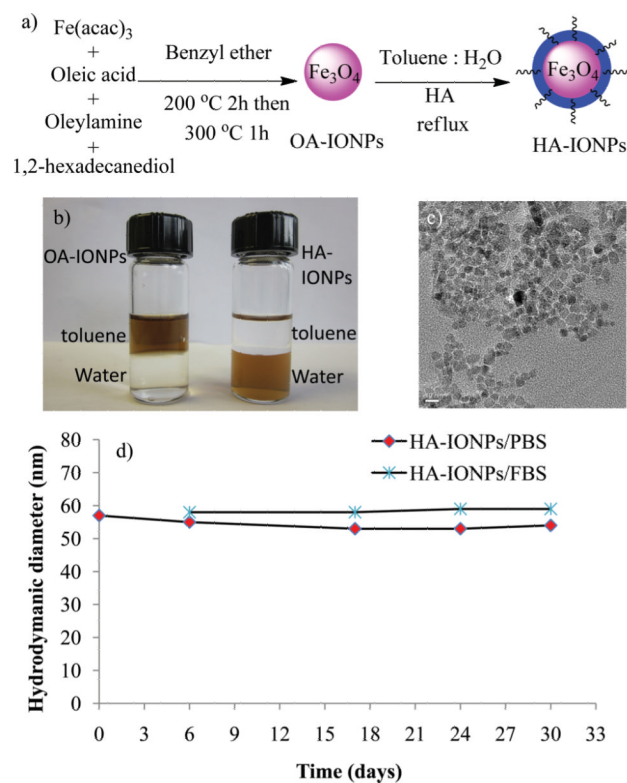 a)
Fe(acac)3
+
Oleic acid
+
Oleylamine
+
1,2-hexadecanediol
Benzyl ether
200 ºC 2h then
300 ºC 1h
Fe₃O₄
OA-IONPs
Toluene : H₂O
HA
reflux
Fe₃O₄
HA-IONPs
b)
OA-IONPs
toluene
Water
HA-
IONPs
toluene
Water
c)
d)
HA-IONPs/PBS
HA-IONPs/FBS
Hydrodymanic diameter (nm)
80
70
60
50
40
30
20
10
0
0 3 6 9 12 15 18 21 24 27 30 33
Time (days)